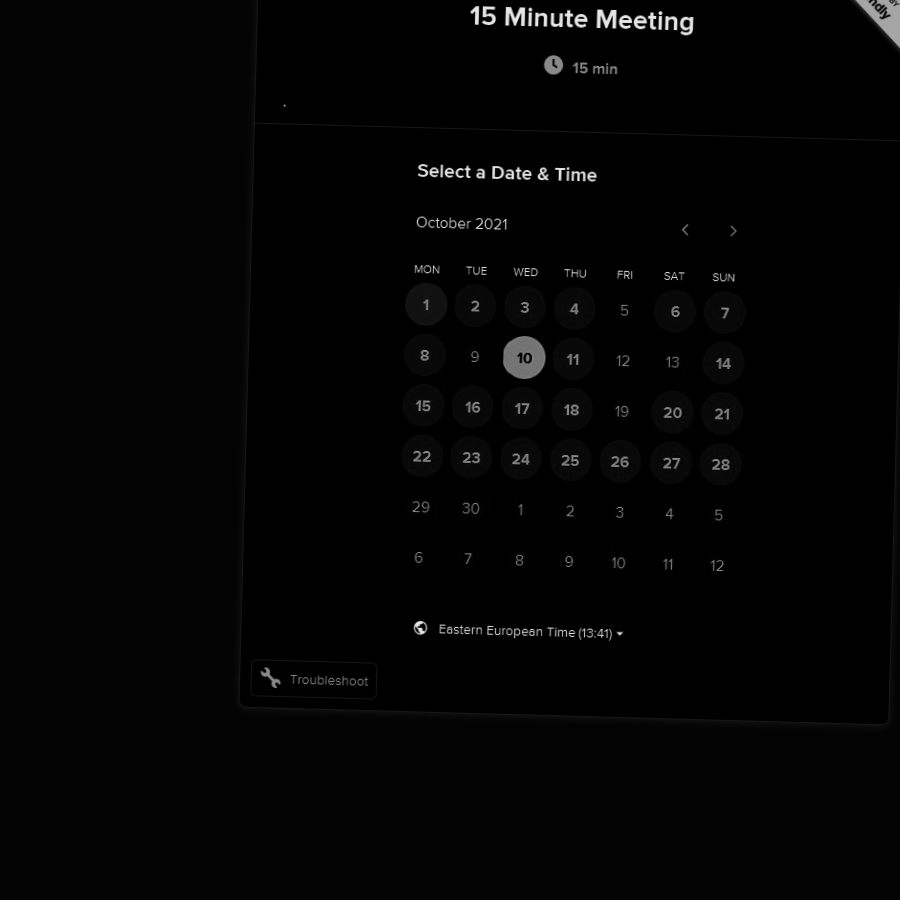 ndly
15 Minute Meeting
15 min
Select a Date & Time
October 2021
MON TUE WED THU FRI SAT SUN
1 2 3 4 5 6 7
8 9 10 11 12 13 14
15 16 17 18 19 20 21
22 23 24 25 26 27 28
29 30 1 2 3 4 5
6 7 8 9 10 11 12
Eastern European Time (13:41)
Troubleshoot